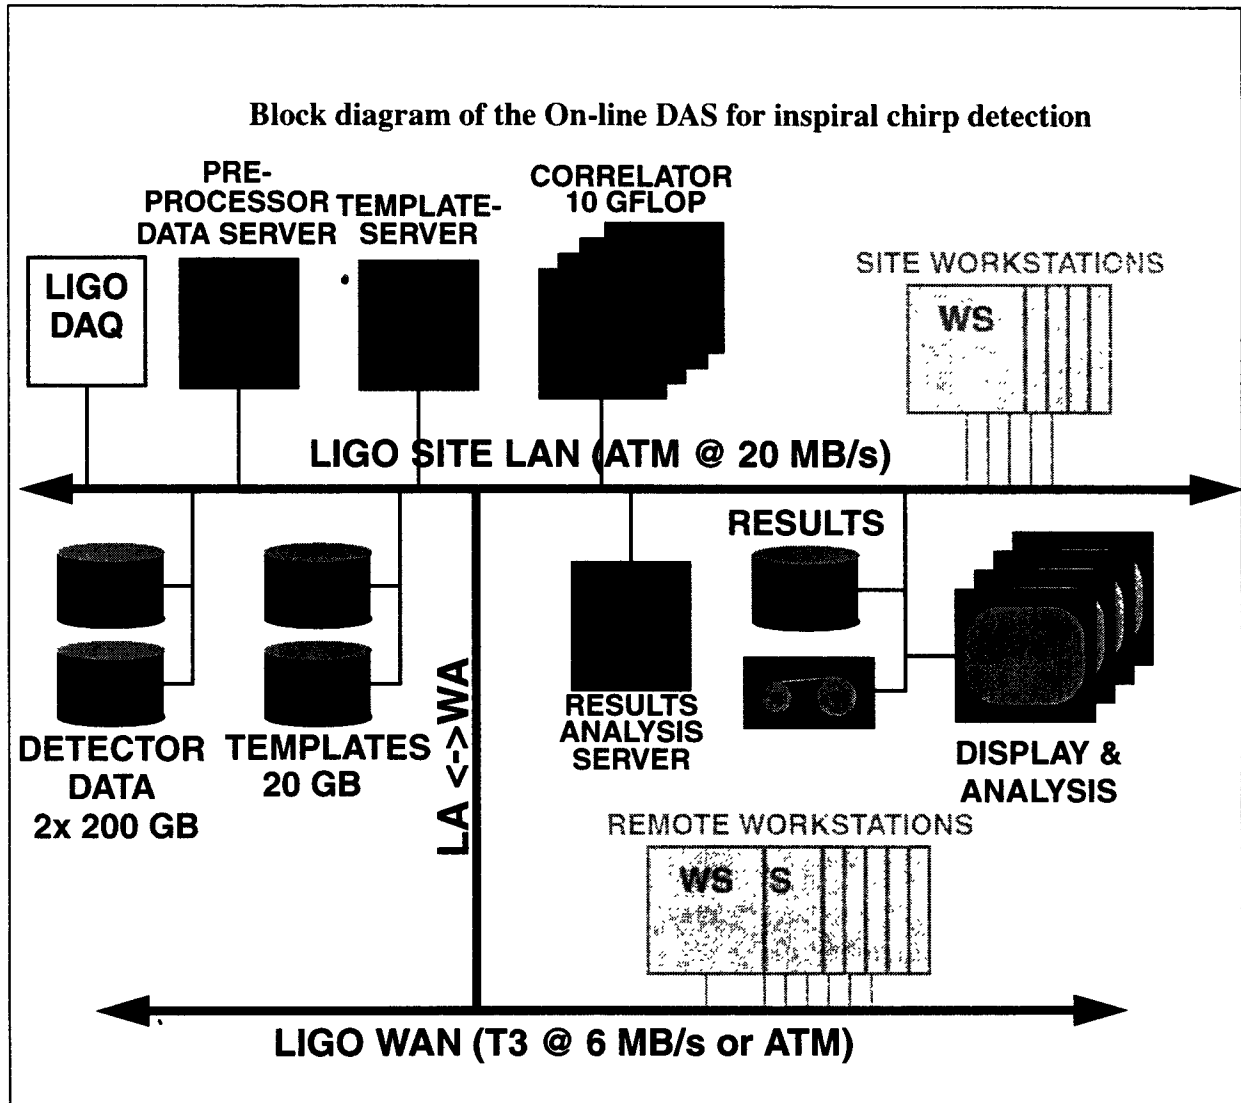 Block diagram of the On-line DAS for inspiral chirp detection
PRE-
PROCESSOR
DATA SERVER
TEMPLATE-
SERVER
CORRELATOR
10 GFLOP
LIGO
DAQ
SITE WORKSTATIONS
WS
LIGO SITE LAN (ATM @ 20 MB/s)
DETECTOR
DATA
2x 200 GB
TEMPLATES
20 GB
LA <-> WA
RESULTS
ANALYSIS
SERVER
RESULTS
DISPLAY &
ANALYSIS
REMOTE WORKSTATIONS
WS S
LIGO WAN (T3 @ 6 MB/s or ATM)